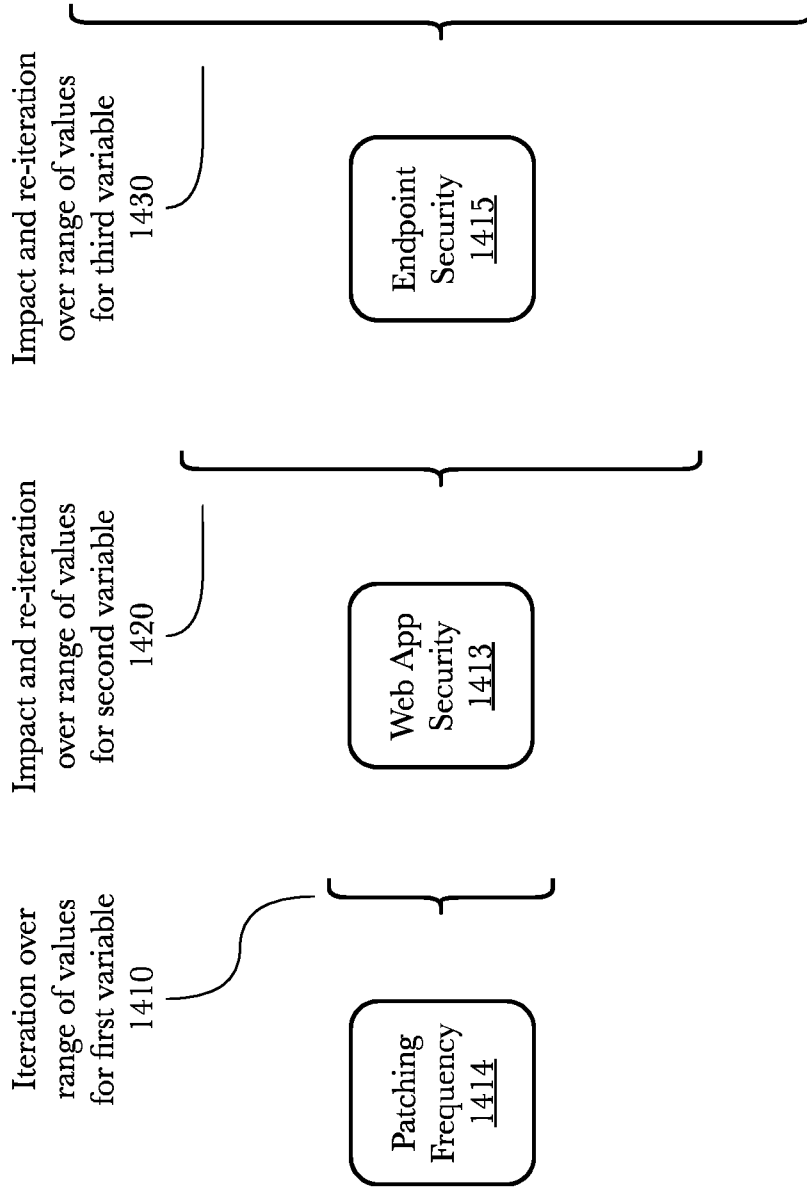 Iteration over
range of values
for first variable
1410
Impact and re-iteration
over range of values
for second variable
1420
Impact and re-iteration
over range of values
for third variable
1430
Patching
Frequency
1414
Web App
Security
1413
Endpoint
Security
1415